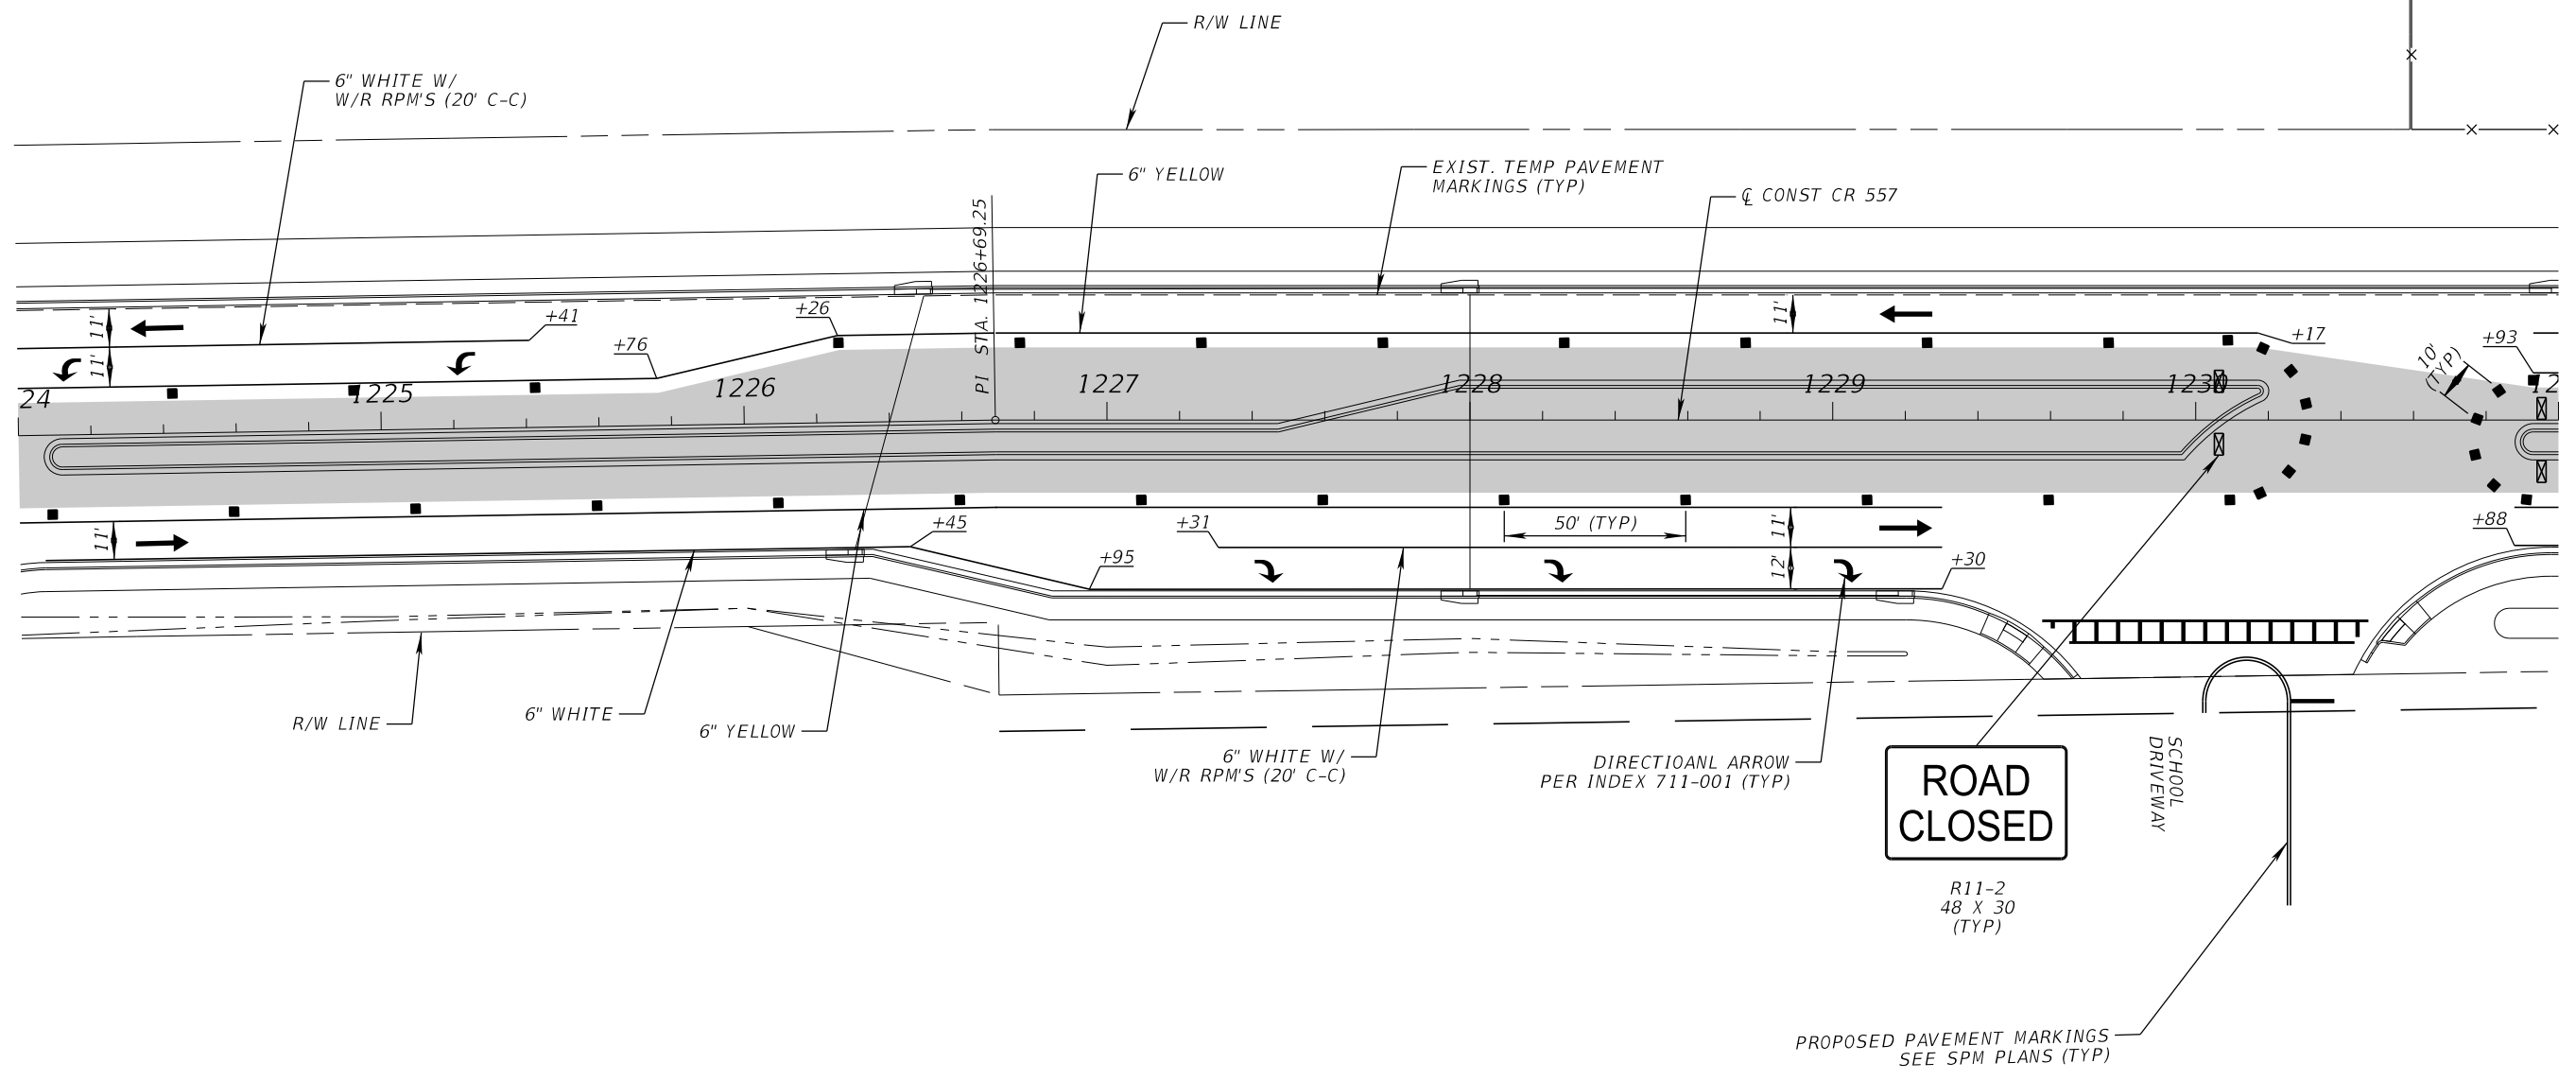 R/W LINE
6" WHITE W/
W/R RPM'S (20' C-C)
6" YELLOW
EXIST. TEMP PAVEMENT
MARKINGS (TYP)
℄ CONST CR 557
PI STA. 1226+69.25
+41
+26
+76
+17
+93
10'
(TYP)
11'
11'
11'
24
1225
1226
1227
1228
1229
1230
12
11'
+45
+31
+95
50' (TYP)
11'
12'
+30
+88
R/W LINE
6" WHITE
6" YELLOW
6" WHITE W/
W/R RPM'S (20' C-C)
DIRECTIOANL ARROW
PER INDEX 711-001 (TYP)
ROAD
CLOSED
R11-2
48 X 30
(TYP)
SCHOOL
DRIVEWAY
PROPOSED PAVEMENT MARKINGS
SEE SPM PLANS (TYP)